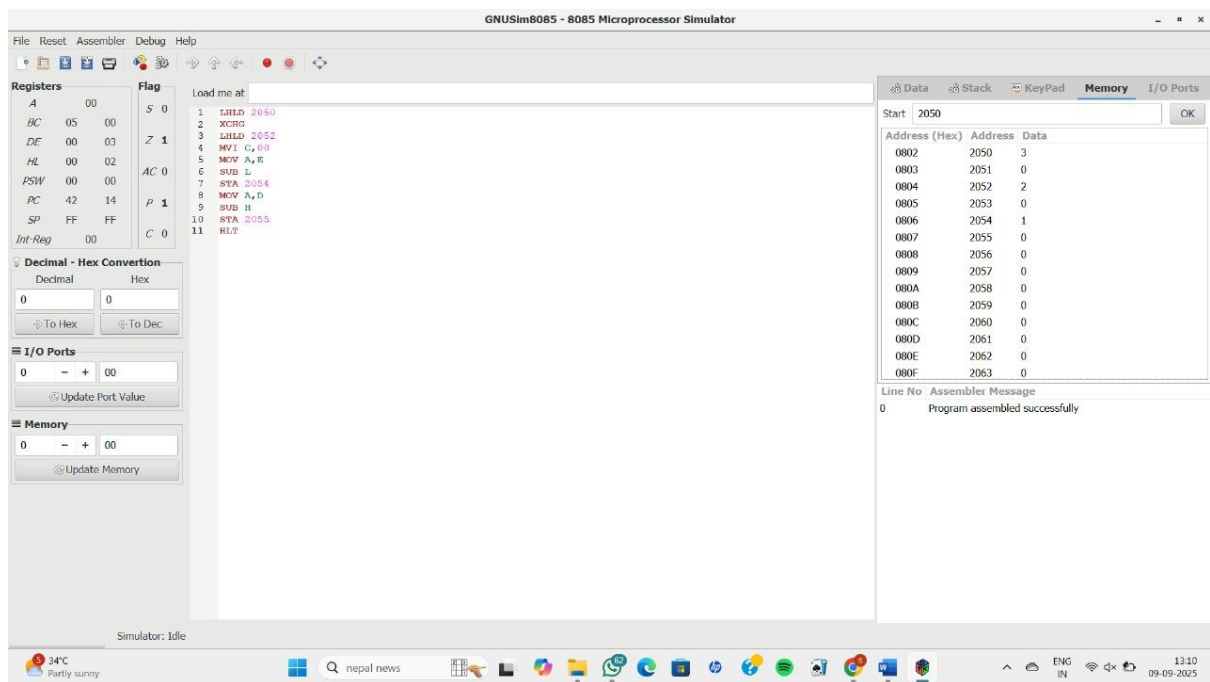 GNUSim8085 - 8085 Microprocessor Simulator
File Reset Assembler Debug Help
Registers
A 00
BC 05 00
DE 00 03
HL 00 02
PSW 00 00
PC 42 14
SP FF FF
Int-Reg 00
Flag
S 0
Z 1
AC 0
P 1
C 0
Decimal - Hex Convertion
Decimal Hex
0 0
To Hex To Dec
I/O Ports
0 - + 00
Update Port Value
Memory
0 - + 00
Update Memory
Load me at
1 LHLD 2050
2 XCHG
3 LHLD 2052
4 MVI C,00
5 MOV A,E
6 SUB L
7 STA 2054
8 MOV A,D
9 SUB H
10 STA 2055
11 HLT
Data Stack KeyPad Memory I/O Ports
Start 2050 OK
Address (Hex) Address Data
0802 2050 3
0803 2051 0
0804 2052 2
0805 2053 0
0806 2054 1
0807 2055 0
0808 2056 0
0809 2057 0
080A 2058 0
080B 2059 0
080C 2060 0
080D 2061 0
080E 2062 0
080F 2063 0
Line No Assembler Message
0 Program assembled successfully
Simulator: Idle
5
34°C
Partly sunny
nepal news
ENG
IN
13:10
09-09-2025